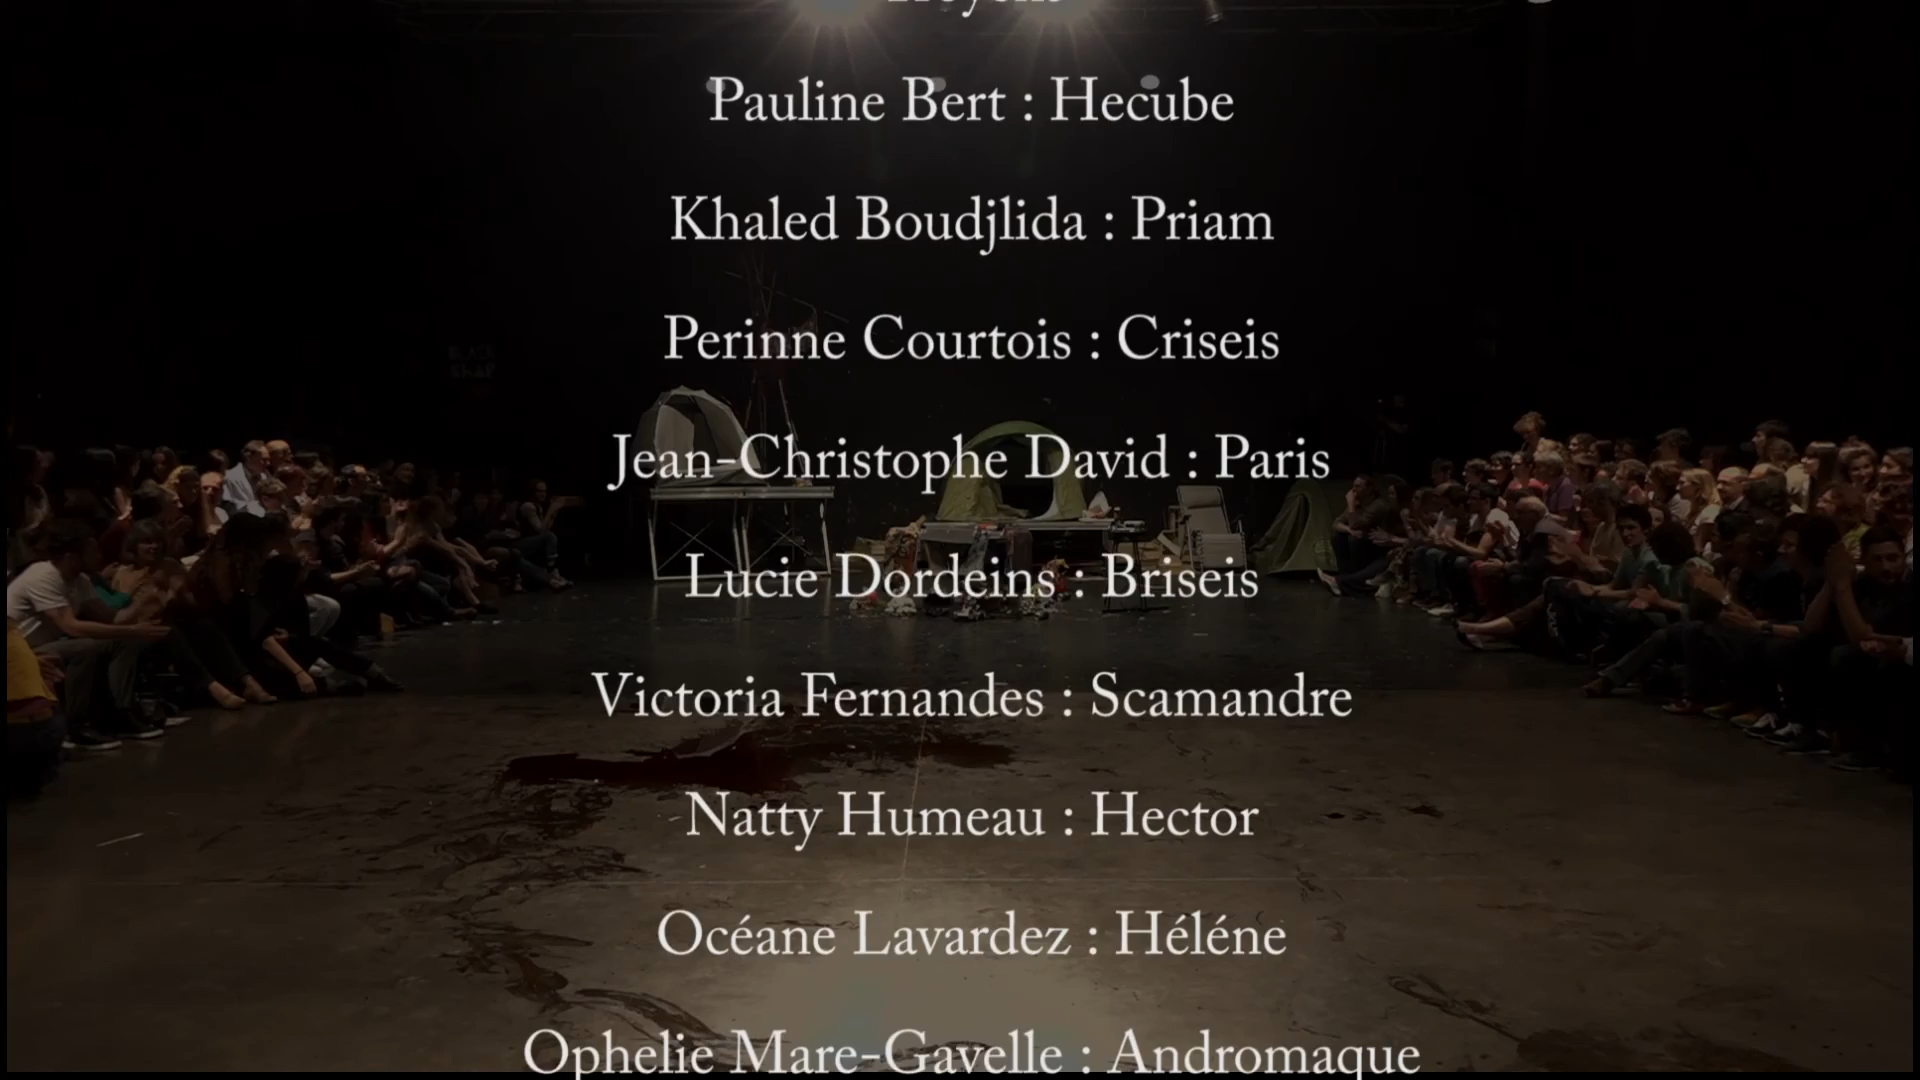 Pauline Bert : Hecube
Khaled Boudjlida : Priam
Perinne Courtois : Criseis
Jean-Christophe David : Paris
Lucie Dordeins : Briseis
Victoria Fernandes : Scamandre
Natty Humeau : Hector
Océane Lavardez : Héléne
Ophelie Mare-Gavelle : Andromaque